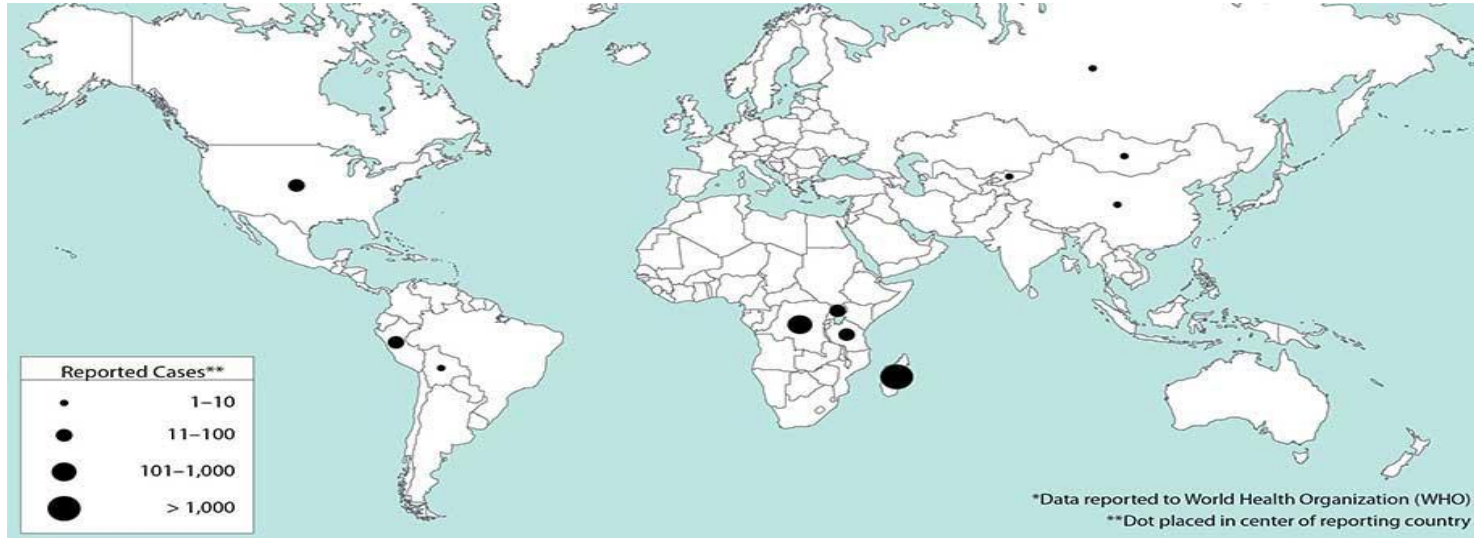 Reported Cases**
1–10
11–100
101–1,000
> 1,000
*Data reported to World Health Organization (WHO)
**Dot placed in center of reporting country